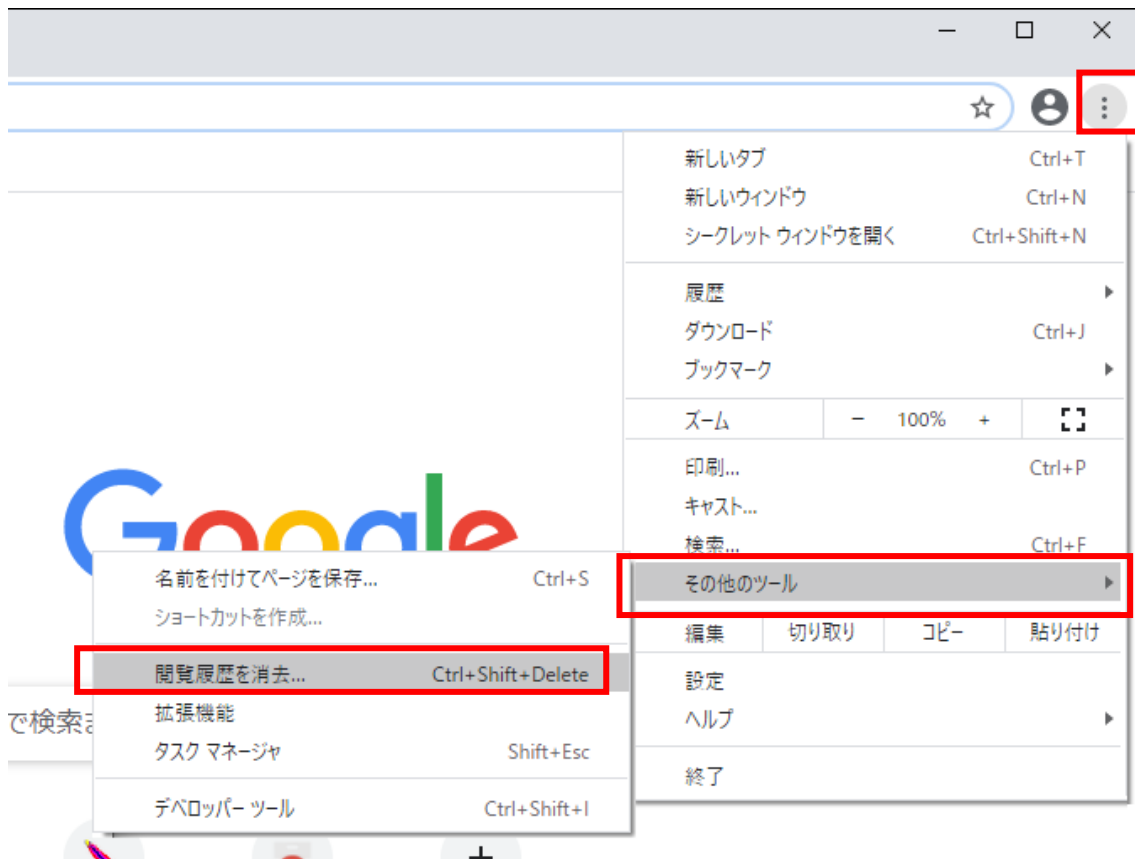 新しいタブ Ctrl+T
新しいウィンドウ Ctrl+N
シークレット ウィンドウを開く Ctrl+Shift+N
履歴
ダウンロード Ctrl+J
ブックマーク
ズーム － 100% +
印刷... Ctrl+P
キャスト...
検索... Ctrl+F
その他のツール
編集 切り取り コピー 貼り付け
設定
ヘルプ
終了
Google
名前を付けてページを保存... Ctrl+S
ショートカットを作成...
閲覧履歴を消去... Ctrl+Shift+Delete
拡張機能
タスク マネージャ Shift+Esc
デベロッパー ツール Ctrl+Shift+I
で検索